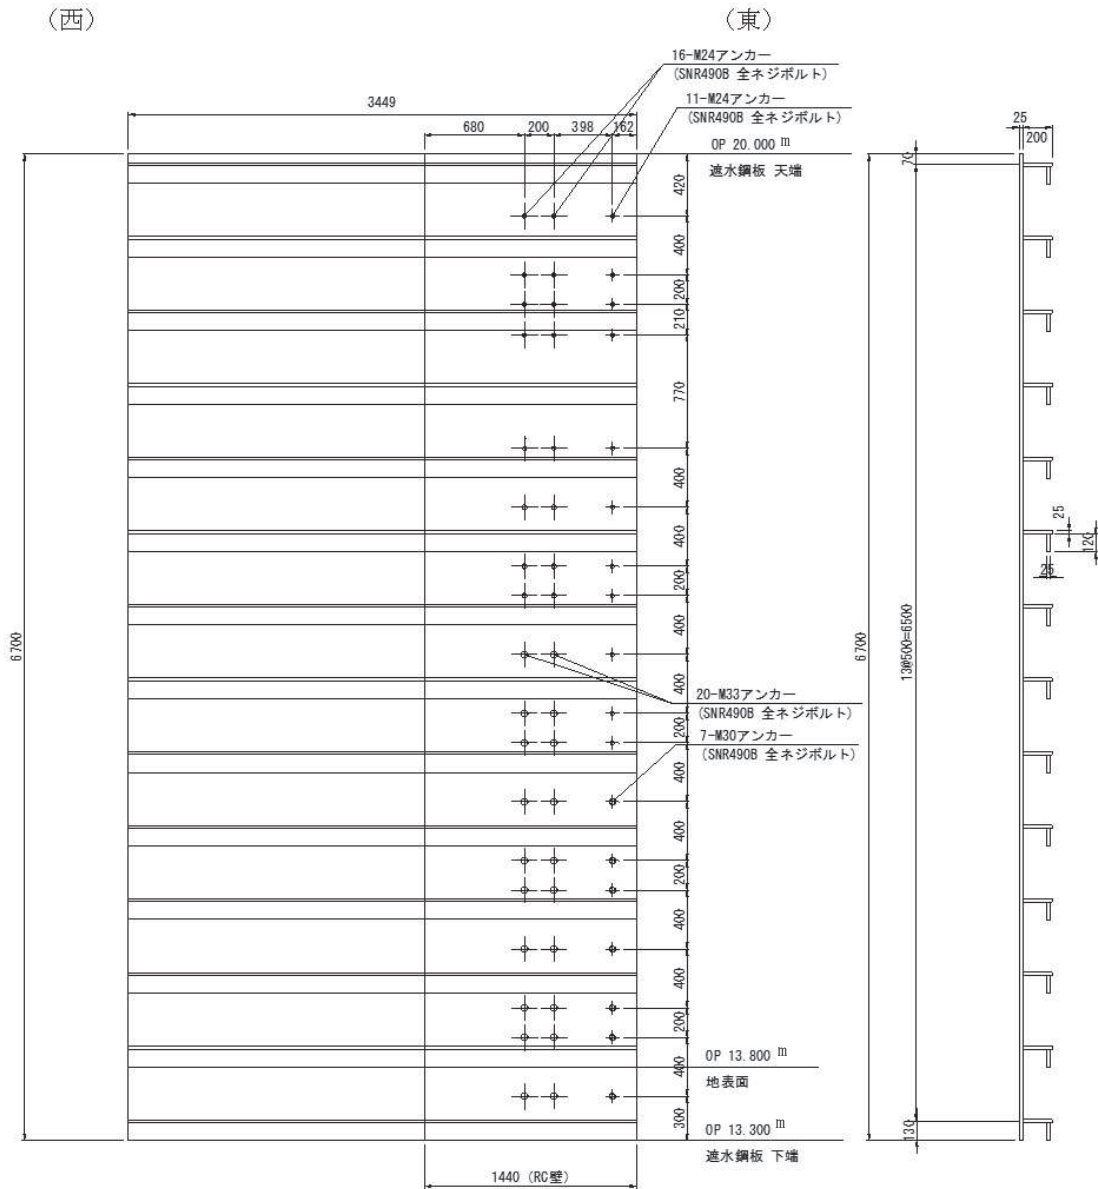 (西)
(東)
16-M24アンカー
(SNR490B 全ネジボルト)
11-M24アンカー
(SNR490B 全ネジボルト)
3449
680
200
398
162
OP 20.000 m
遮水鋼板 天端
25
200
70
420
400
200
210
770
400
400
200
400
400
200
400
400
200
400
400
200
400
300
6700
20-M33アンカー
(SNR490B 全ネジボルト)
7-M30アンカー
(SNR490B 全ネジボルト)
OP 13.800 m
地表面
OP 13.300 m
遮水鋼板 下端
1440 (RC壁)
6700
13@500=6500
130
25
120
25